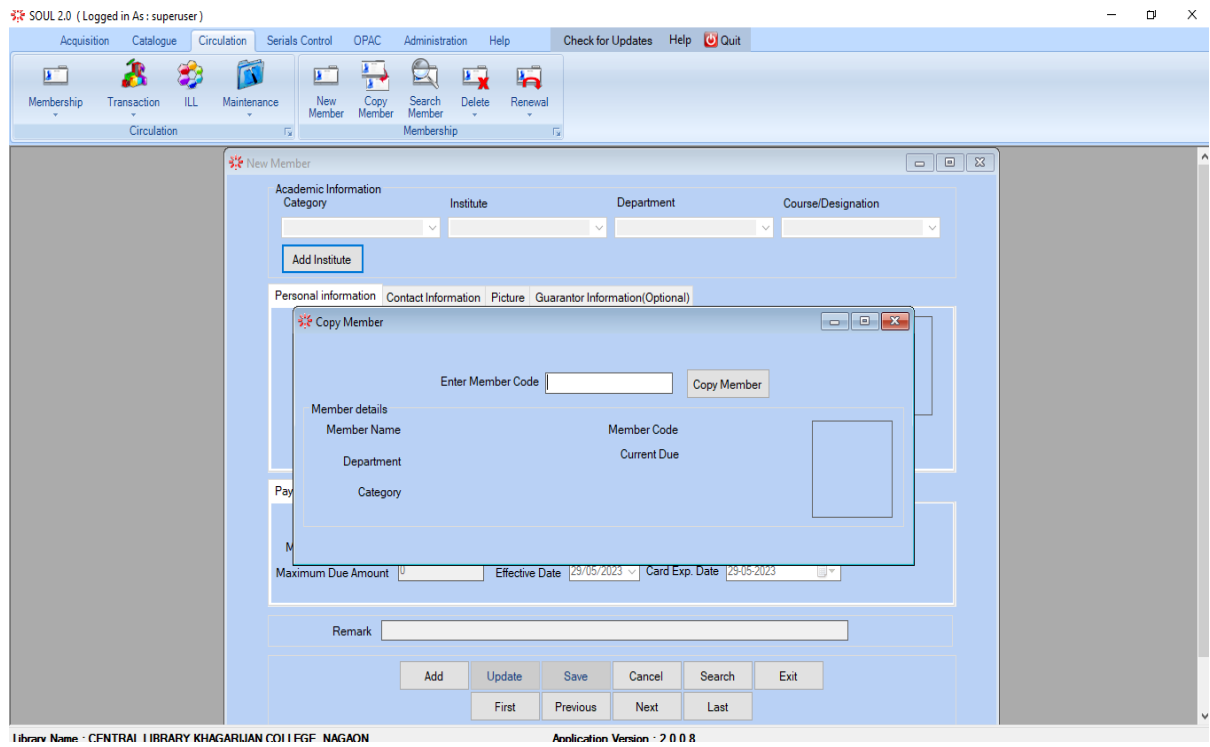 SOUL 2.0 ( Logged in As : superuser )
Acquisition Catalogue Circulation Serials Control OPAC Administration Help Check for Updates Help Quit
Membership Transaction ILL Maintenance New Member Copy Member Search Member Delete Renewal
Circulation Membership
New Member
Academic Information
Category Institute Department Course/Designation
Add Institute
Personal information Contact Information Picture Guarantor Information(Optional)
Copy Member
Enter Member Code Copy Member
Member details
Member Name Member Code
Current Due
Department
Category
Pay
M
Maximum Due Amount 0 Effective Date 29/05/2023 Card Exp. Date 29-05-2023
Remark
Add Update Save Cancel Search Exit
First Previous Next Last
Library Name : CENTRAL LIBRARY KHAGARIJAN COLLEGE, NAGAON Application Version : 2.0.0.8